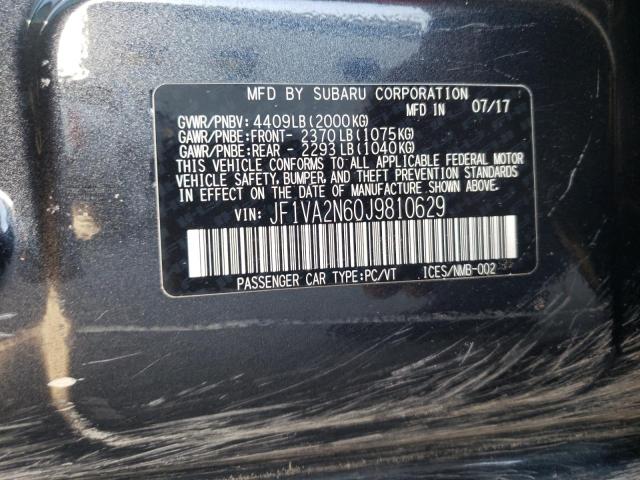 MFD BY SUBARU CORPORATION
MFD IN 07/17
GVWR/PNBV: 4409LB(2000KG)
GAWR/PNBE:FRONT- 2370LB(1075KG)
GAWR/PNBE:REAR - 2293LB(1040KG)
THIS VEHICLE CONFORMS TO ALL APPLICABLE FEDERAL MOTOR
VEHICLE SAFETY, BUMPER, AND THEFT PREVENTION STANDARDS
IN EFFECT ON THE DATE OF MANUFACTURE SHOWN ABOVE.
VIN: JF1VA2N60J9810629
PASSENGER CAR TYPE:PC/VT ICES/NMB-002